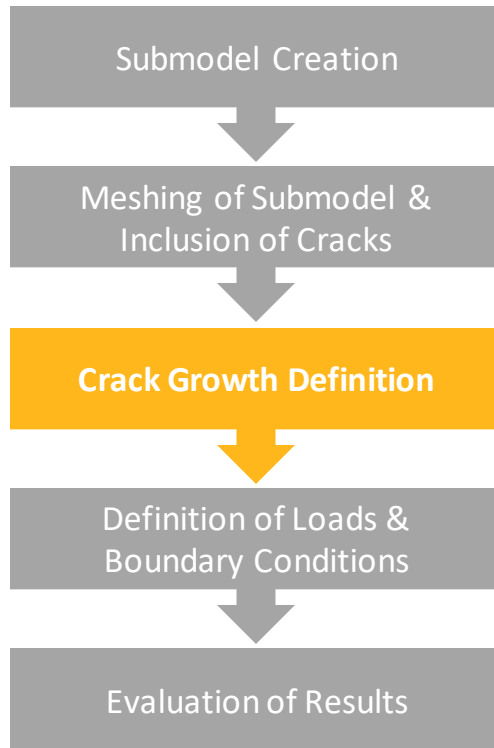 Submodel Creation
Meshing of Submodel &
Inclusion of Cracks
Crack Growth Definition
Definition of Loads &
Boundary Conditions
Evaluation of Results